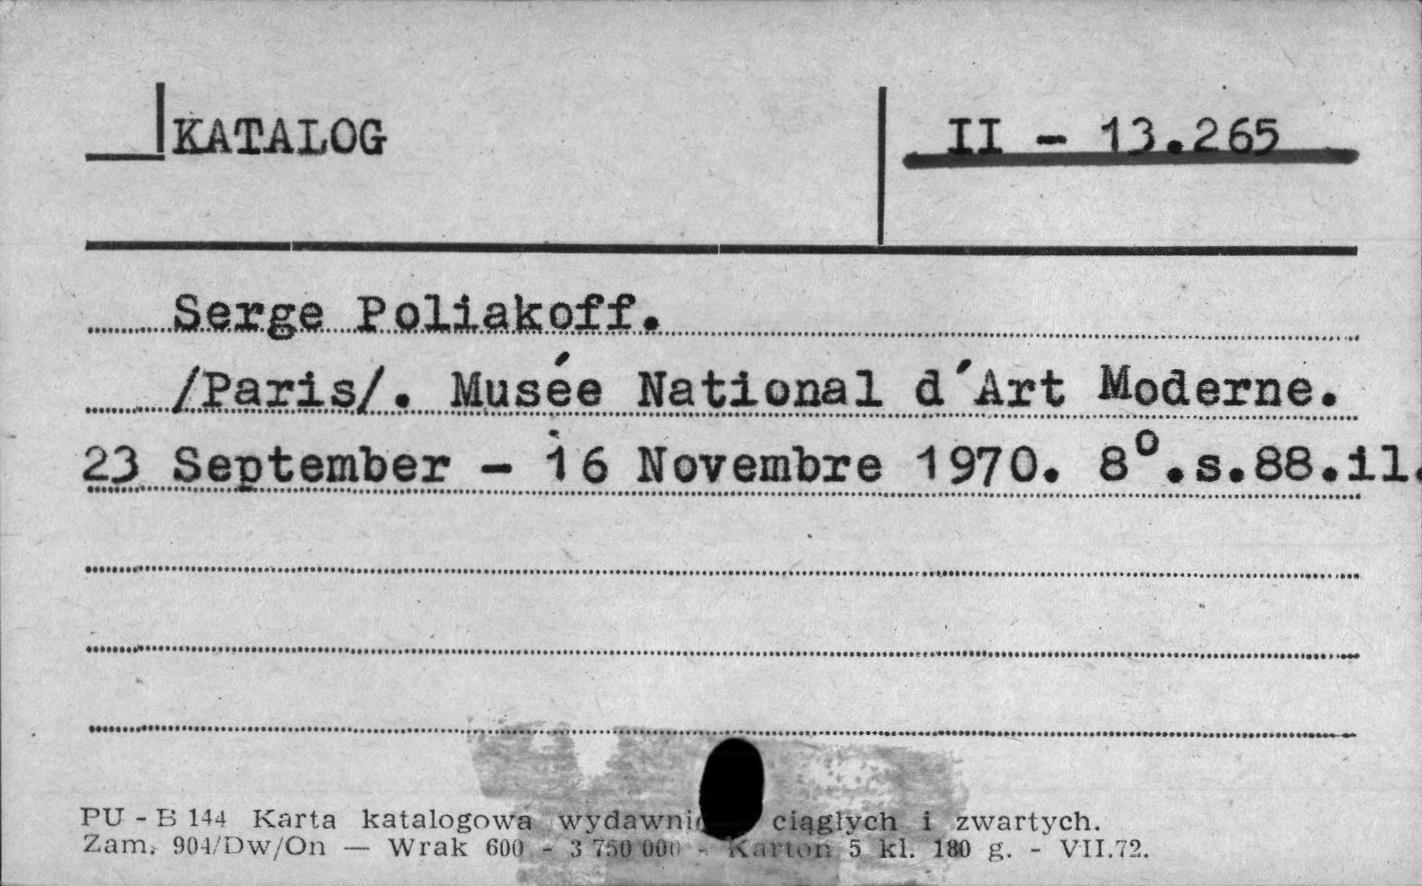 KATALOG
II - 13.265
Serge Poliakoff.
/Paris/. Musée National d´Art Moderne.
23 September - 16 Novembre 1970. 8º.s.88.il.
PU - B 144 Karta katalogowa ciągłych i zwartych.
Zam. 904/Dw/On — Wrak 600 - 3 750 000 - Karton 5 kl. 180 g. - VII.72.